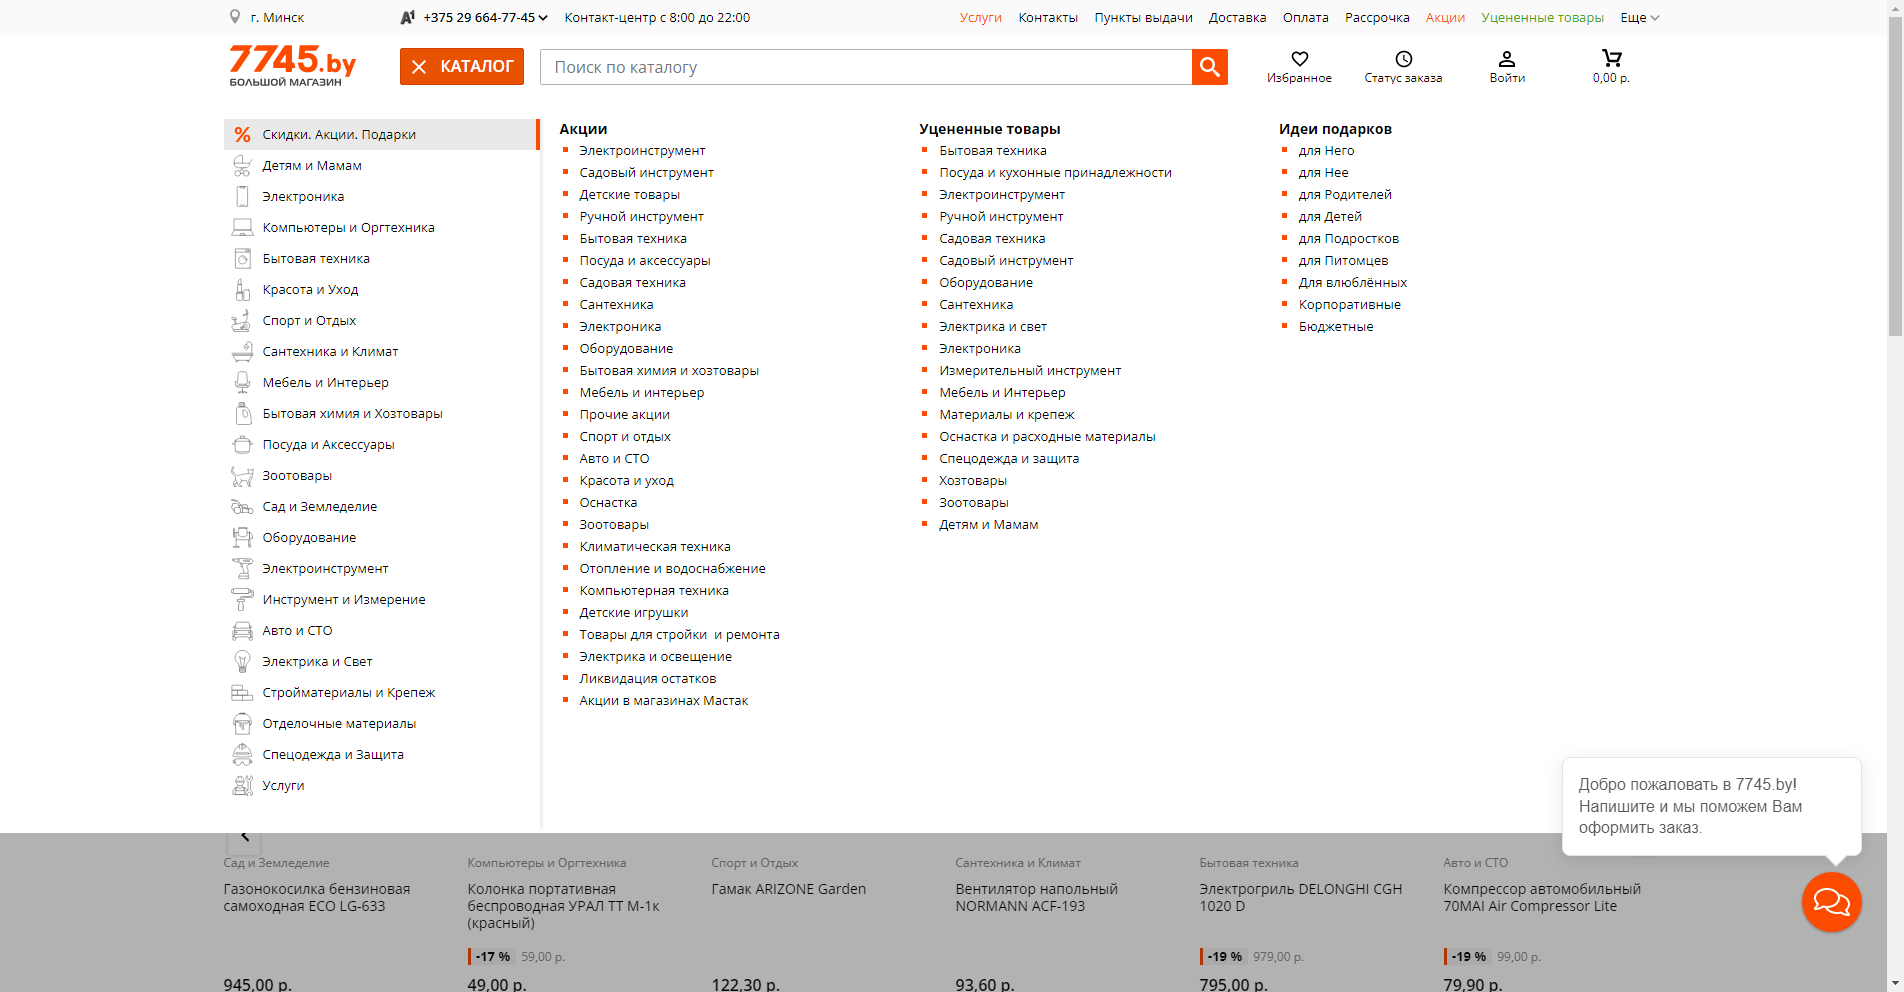 г. Минск
A1 +375 29 664-77-45
Контакт-центр с 8:00 до 22:00
Услуги
Контакты
Пункты выдачи
Доставка
Оплата
Рассрочка
Акции
Уцененные товары
Еще
7745.by
БОЛЬШОЙ МАГАЗИН
КАТАЛОГ
Поиск по каталогу
Избранное
Статус заказа
Войти
0,00 р.
Скидки. Акции. Подарки
Детям и Мамам
Электроника
Компьютеры и Оргтехника
Бытовая техника
Красота и Уход
Спорт и Отдых
Сантехника и Климат
Мебель и Интерьер
Бытовая химия и Хозтовары
Посуда и Аксессуары
Зоотовары
Сад и Земледелие
Оборудование
Электроинструмент
Инструмент и Измерение
Авто и СТО
Электрика и Свет
Стройматериалы и Крепеж
Отделочные материалы
Спецодежда и Защита
Услуги
Акции
Электроинструмент
Садовый инструмент
Детские товары
Ручной инструмент
Бытовая техника
Посуда и аксессуары
Садовая техника
Сантехника
Электроника
Оборудование
Бытовая химия и хозтовары
Мебель и интерьер
Прочие акции
Спорт и отдых
Авто и СТО
Красота и уход
Оснастка
Зоотовары
Климатическая техника
Отопление и водоснабжение
Компьютерная техника
Детские игрушки
Товары для стройки и ремонта
Электрика и освещение
Ликвидация остатков
Акции в магазинах Мастак
Уцененные товары
Бытовая техника
Посуда и кухонные принадлежности
Электроинструмент
Ручной инструмент
Садовая техника
Садовый инструмент
Оборудование
Сантехника
Электрика и свет
Электроника
Измерительный инструмент
Мебель и Интерьер
Материалы и крепеж
Оснастка и расходные материалы
Спецодежда и защита
Хозтовары
Зоотовары
Детям и Мамам
Идеи подарков
для Него
для Нее
для Родителей
для Детей
для Подростков
для Питомцев
Для влюблённых
Корпоративные
Бюджетные
Добро пожаловать в 7745.by!
Напишите и мы поможем Вам
оформить заказ.
Сад и Земледелие
Газонокосилка бензиновая
самоходная ECO LG-633
945,00 р.
Компьютеры и Оргтехника
Колонка портативная
беспроводная УРАЛ ТТ М-1к
(красный)
-17 % 59,00 р.
49,00 р.
Спорт и Отдых
Гамак ARIZONE Garden
122,30 р.
Сантехника и Климат
Вентилятор напольный
NORMANN ACF-193
93,60 р.
Бытовая техника
Электрогриль DELONGHI CGH
1020 D
-19 % 979,00 р.
795,00 р.
Авто и СТО
Компрессор автомобильный
70MAI Air Compressor Lite
-19 % 99,00 р.
79,90 р.